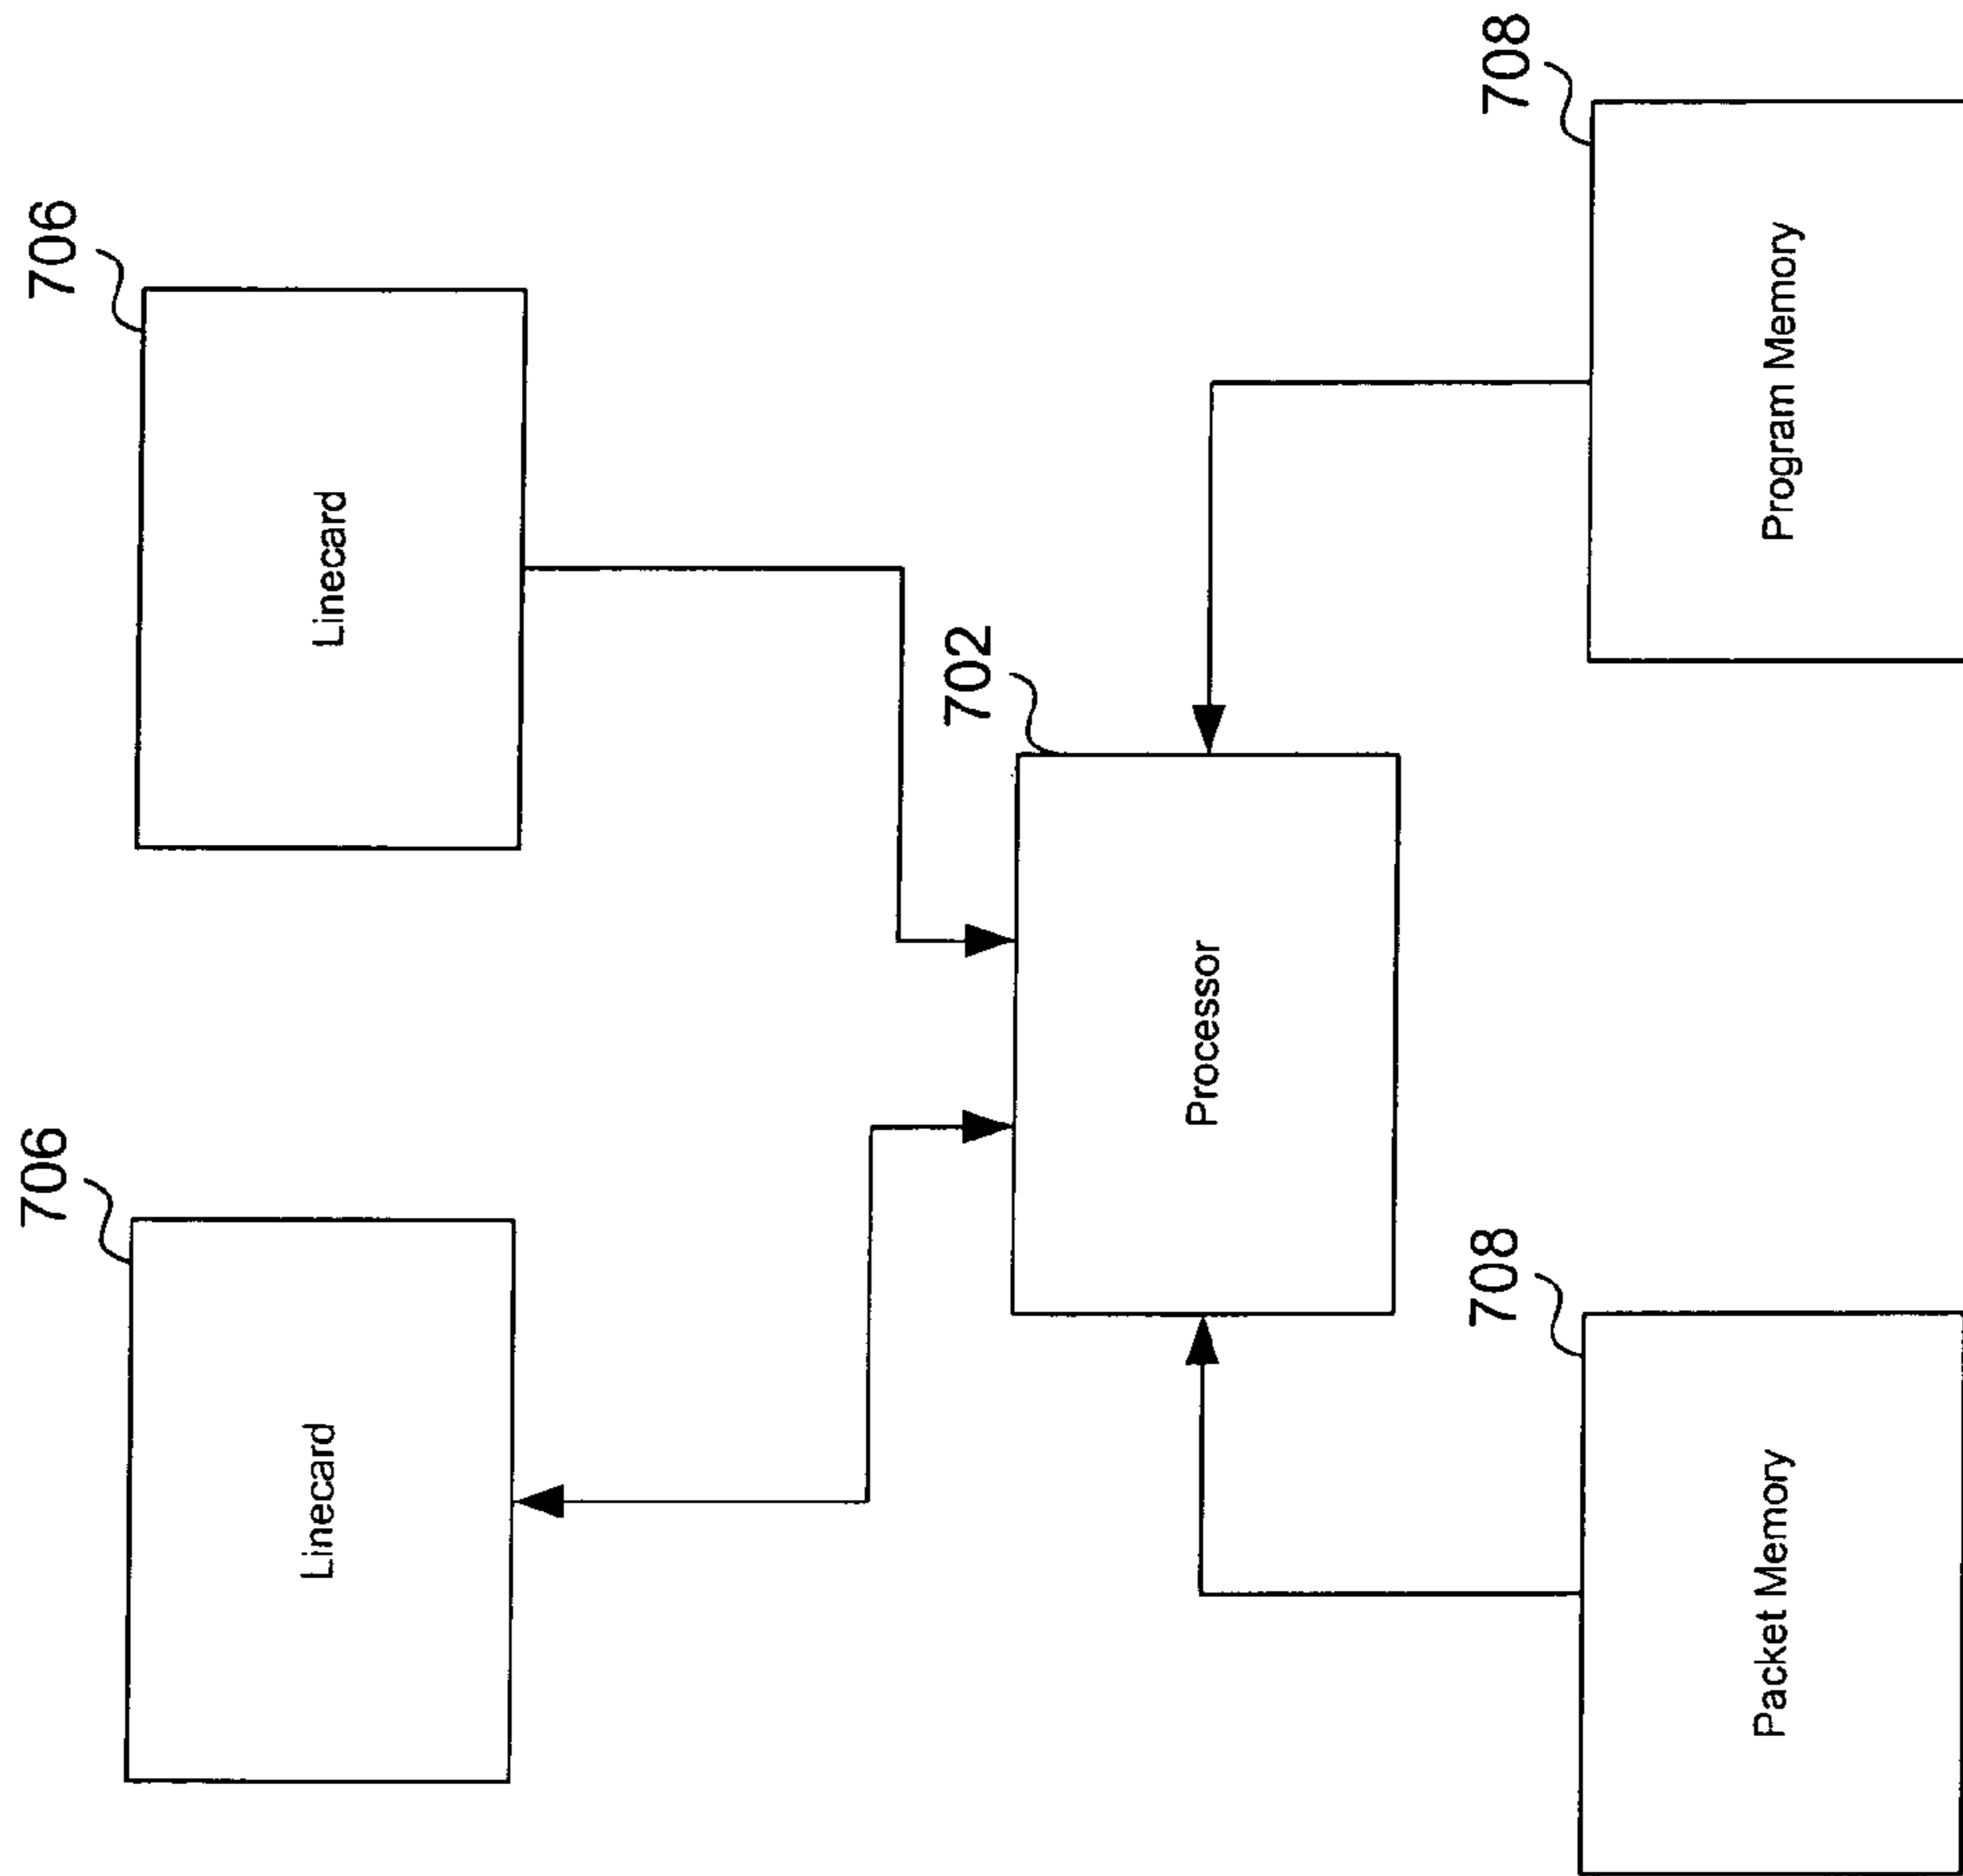 706
Linecard
706
Linecard
702
Processor
708
Packet Memory
708
Program Memory